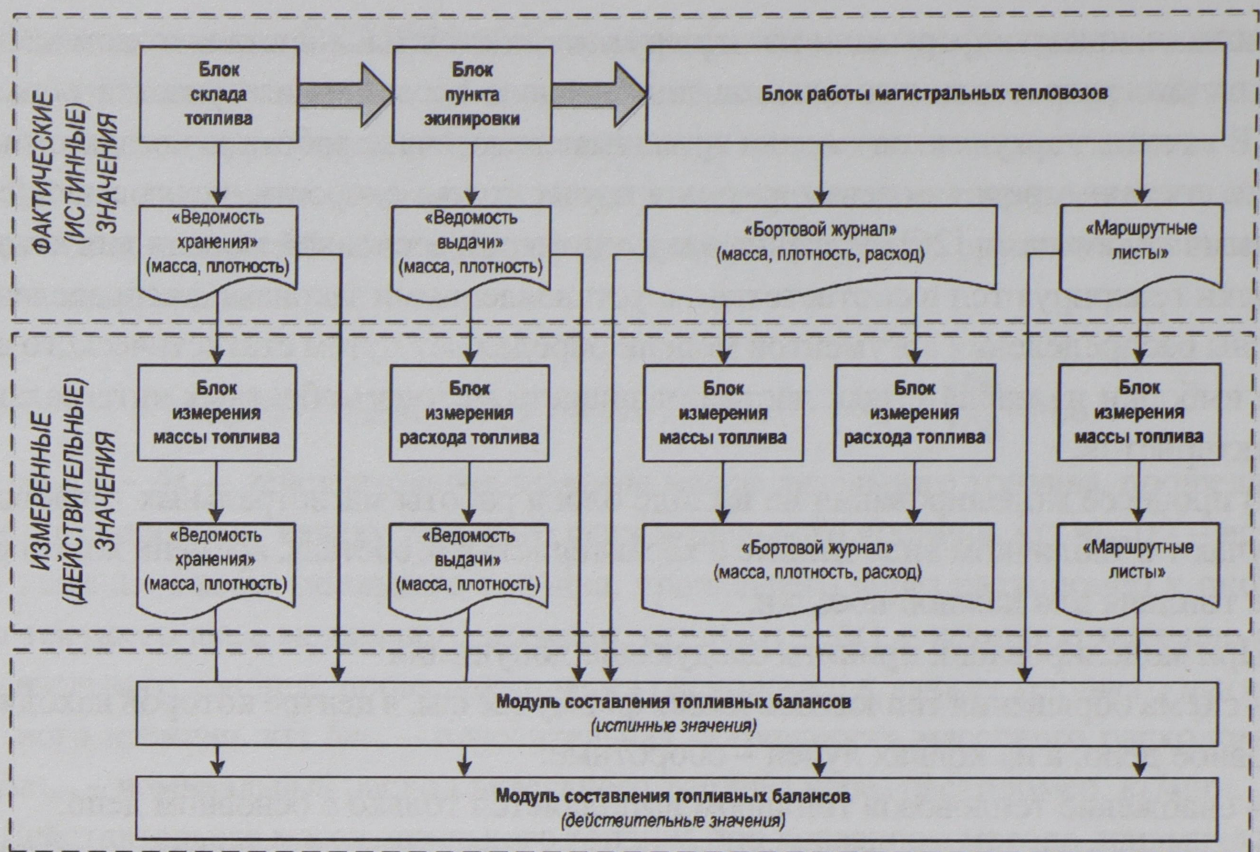 ФАКТИЧЕСКИЕ
(ИСТИННЫЕ)
ЗНАЧЕНИЯ
Блок
склада
топлива
Блок
пункта
экипировки
Блок работы магистральных тепловозов
«Ведомость
хранения»
(масса, плотность)
«Ведомость
выдачи»
(масса, плотность)
«Бортовой журнал»
(масса, плотность, расход)
«Маршрутные
листы»
ИЗМЕРЕННЫЕ
(ДЕЙСТВИТЕЛЬНЫЕ)
ЗНАЧЕНИЯ
Блок
измерения
массы топлива
Блок
измерения
расхода топлива
Блок
измерения
массы топлива
Блок
измерения
расхода топлива
Блок
измерения
массы топлива
«Ведомость
хранения»
(масса, плотность)
«Ведомость
выдачи»
(масса, плотность)
«Бортовой журнал»
(масса, плотность, расход)
«Маршрутные
листы»
Модуль составления топливных балансов
(истинные значения)
Модуль составления топливных балансов
(действительные значения)